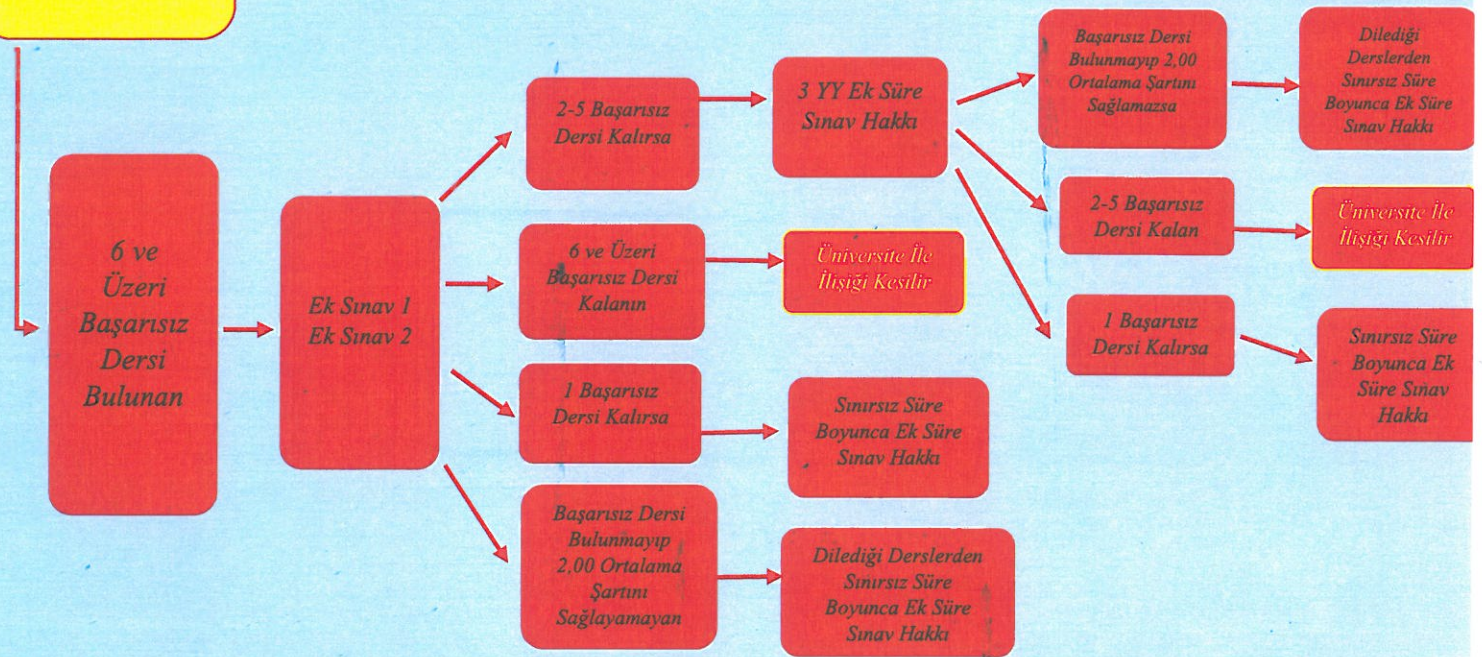 6 ve
Üzeri
Başarısız
Dersi
Bulunan
Ek Sınav 1
Ek Sınav 2
2-5 Başarısız
Dersi Kalırsa
3 YY Ek Süre
Sınav Hakkı
Başarısız Dersi
Bulunmayıp 2,00
Ortalama Şartını
Sağlamazsa
Dilediği
Derslerden
Sınırsız Süre
Boyunca Ek Süre
Sınav Hakkı
2-5 Başarısız
Dersi Kalan
Üniversite İle
İlişiği Kesilir
1 Başarısız
Dersi Kalırsa
Sınırsız Süre
Boyunca Ek
Süre Sınav
Hakkı
6 ve Üzeri
Başarısız Dersi
Kalanın
Üniversite İle
İlişiği Kesilir
1 Başarısız
Dersi Kalırsa
Sınırsız Süre
Boyunca Ek Süre
Sınav Hakkı
Başarısız Dersi
Bulunmayıp
2,00 Ortalama
Şartını
Sağlayamayan
Dilediği Derslerden
Sınırsız Süre
Boyunca Ek Süre
Sınav Hakkı